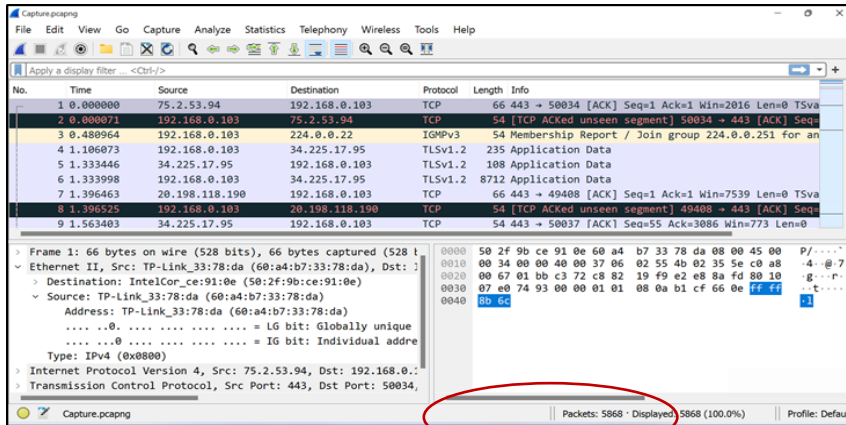 Capture.pcapng
File Edit View Go Capture Analyze Statistics Telephony Wireless Tools Help
Apply a display filter ... <Ctrl-/>
No. Time Source Destination Protocol Length Info
1 0.000000 75.2.53.94 192.168.0.103 TCP 66 443 → 50034 [ACK] Seq=1 Ack=1 Win=2016 Len=0 TSva
2 0.000071 192.168.0.103 75.2.53.94 TCP 54 [TCP ACKed unseen segment] 50034 → 443 [ACK] Seq=
3 0.480964 192.168.0.103 224.0.0.22 IGMPv3 54 Membership Report / Join group 224.0.0.251 for an
4 1.106073 192.168.0.103 34.225.17.95 TLSv1.2 235 Application Data
5 1.333446 192.168.0.103 34.225.17.95 TLSv1.2 108 Application Data
6 1.333998 192.168.0.103 34.225.17.95 TLSv1.2 8712 Application Data
7 1.396463 20.198.118.190 192.168.0.103 TCP 66 443 → 49408 [ACK] Seq=1 Ack=1 Win=7539 Len=0 TSva
8 1.396525 192.168.0.103 20.198.118.190 TCP 54 [TCP ACKed unseen segment] 49408 → 443 [ACK] Seq=
9 1.563403 34.225.17.95 192.168.0.103 TCP 54 443 → 50037 [ACK] Seq=55 Ack=3086 Win=773 Len=0
Frame 1: 66 bytes on wire (528 bits), 66 bytes captured (528 b
Ethernet II, Src: TP-Link_33:78:da (60:a4:b7:33:78:da), Dst: I
Destination: IntelCor_ce:91:0e (50:2f:9b:ce:91:0e)
Source: TP-Link_33:78:da (60:a4:b7:33:78:da)
Address: TP-Link_33:78:da (60:a4:b7:33:78:da)
.... ..0. .... .... .... .... = LG bit: Globally unique
.... ...0 .... .... .... .... = IG bit: Individual addre
Type: IPv4 (0x0800)
Internet Protocol Version 4, Src: 75.2.53.94, Dst: 192.168.0.1
Transmission Control Protocol, Src Port: 443, Dst Port: 50034,
0000 50 2f 9b ce 91 0e 60 a4 b7 33 78 da 08 00 45 00 P/····`
0010 00 34 00 00 40 00 37 06 02 55 4b 02 35 5e c0 a8 ·4··@·7
0020 00 67 01 bb c3 72 c8 82 19 f9 e2 e8 8a fd 80 10 ·g···r·
0030 07 e0 74 93 00 00 01 01 08 0a b1 cf 66 0e ff ff ··t····
0040 8b 6c ·l
Capture.pcapng Packets: 5868 · Displayed: 5868 (100.0%) Profile: Defau